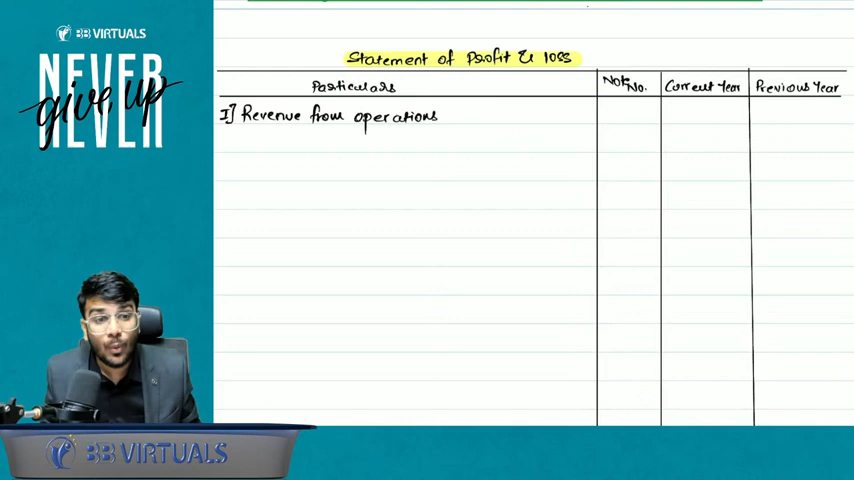 BB VIRTUALS
NEVER
give up
NEVER
Statement of Profit & loss
Particulars
Note No.
Current Year
Previous Year
I] Revenue from operations
BB VIRTUALS